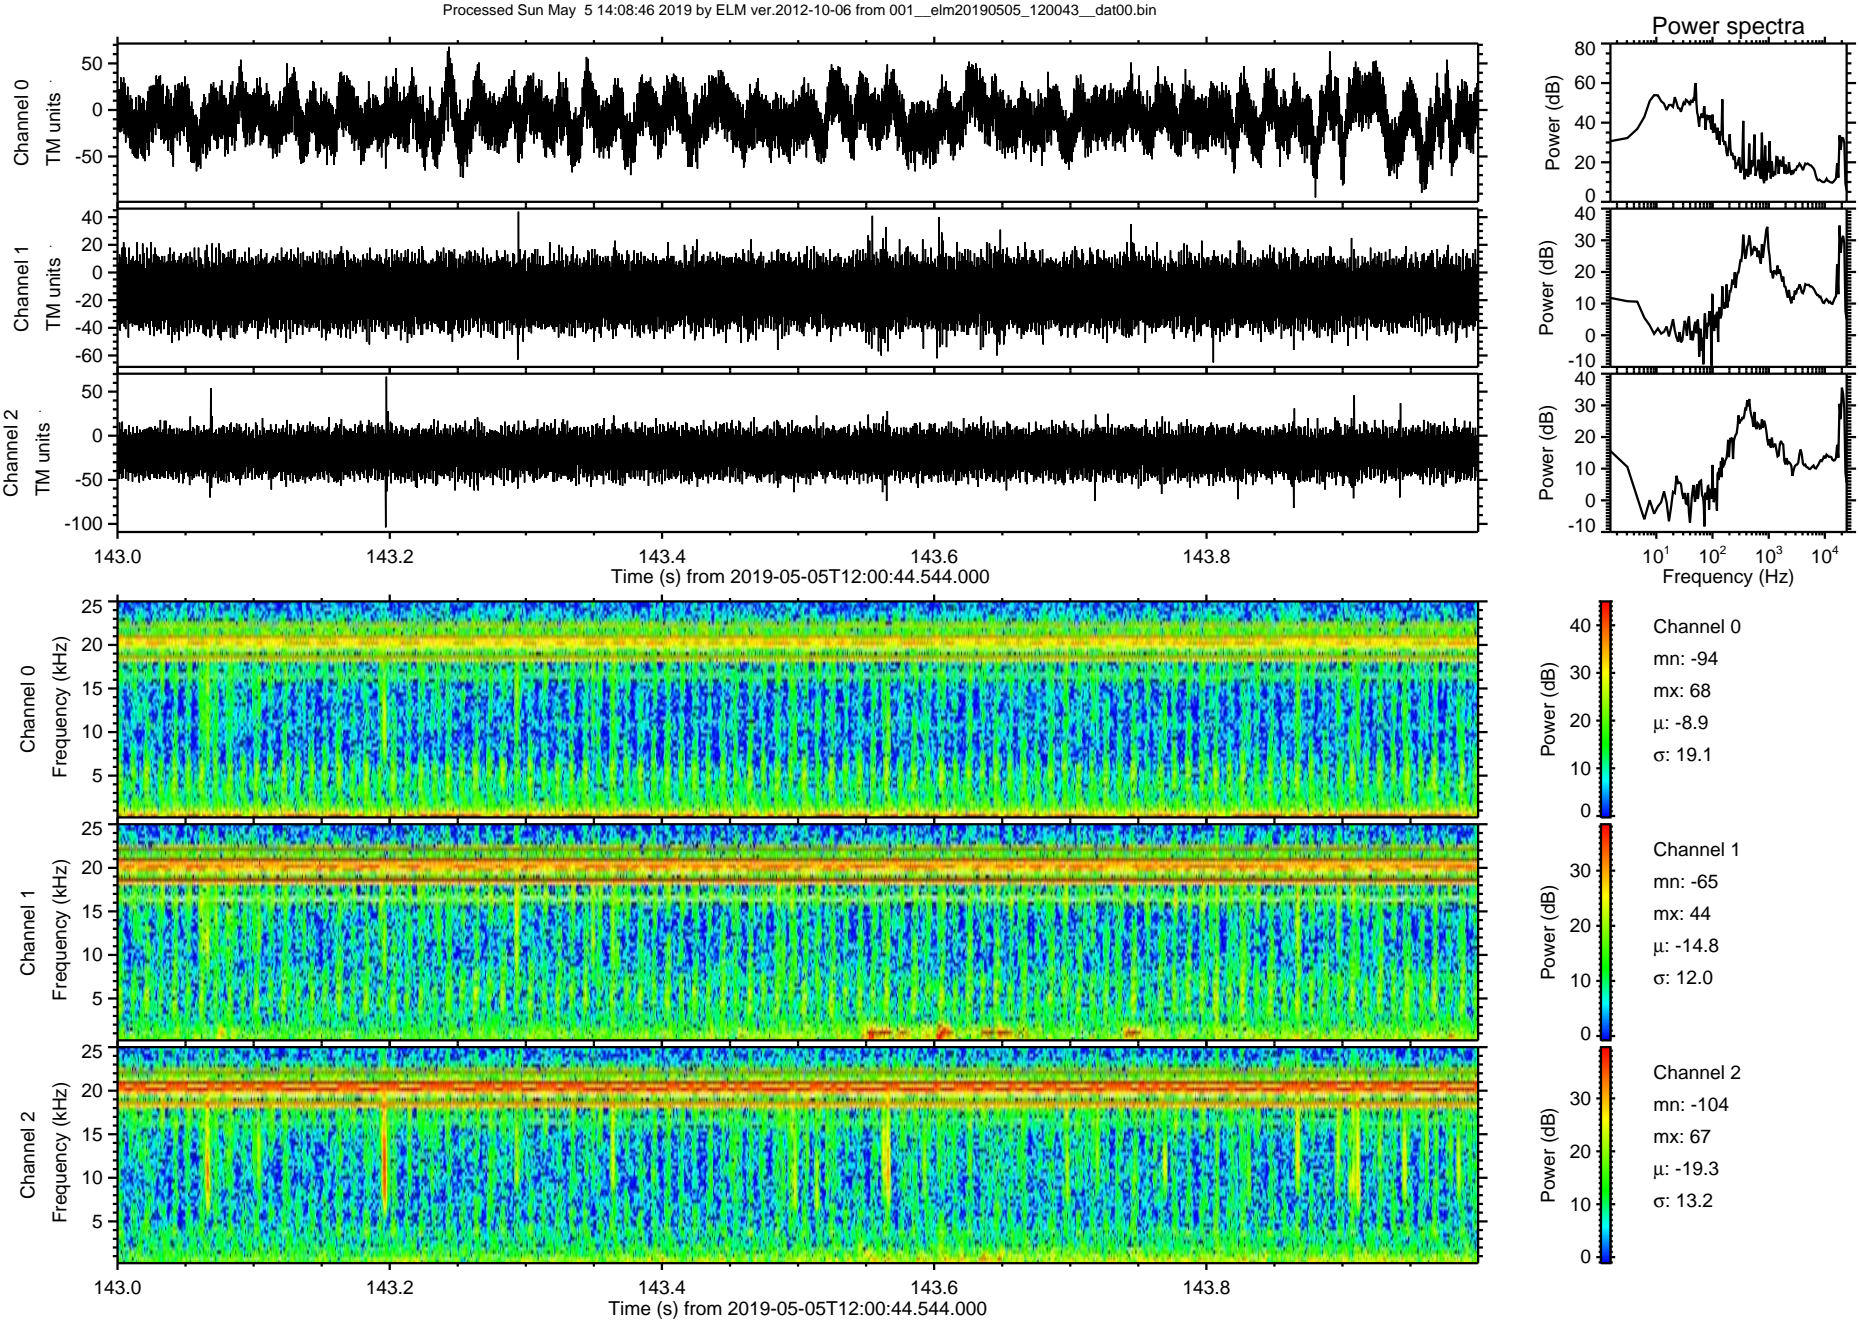 Processed Sun May  5 14:08:46 2019 by ELM ver.2012-10-06 from 001__elm20190505_120043__dat00.bin
Power spectra
Channel 0
TM units
50
0
-50
Power (dB)
80
60
40
20
0
Channel 1
TM units
40
20
0
-20
-40
-60
Power (dB)
40
30
20
10
0
-10
Channel 2
TM units
50
0
-50
-100
Power (dB)
40
30
20
10
0
-10
143.0 143.2 143.4 143.6 143.8
Time (s) from 2019-05-05T12:00:44.544.000
10¹ 10² 10³ 10⁴
Frequency (Hz)
Channel 0
Frequency (kHz)
25
20
15
10
5
Power (dB)
40
30
20
10
0
Channel 0
mn: -94
mx: 68
μ: -8.9
σ: 19.1
Channel 1
Frequency (kHz)
25
20
15
10
5
Power (dB)
30
20
10
0
Channel 1
mn: -65
mx: 44
μ: -14.8
σ: 12.0
Channel 2
Frequency (kHz)
25
20
15
10
5
Power (dB)
30
20
10
0
Channel 2
mn: -104
mx: 67
μ: -19.3
σ: 13.2
143.0 143.2 143.4 143.6 143.8
Time (s) from 2019-05-05T12:00:44.544.000